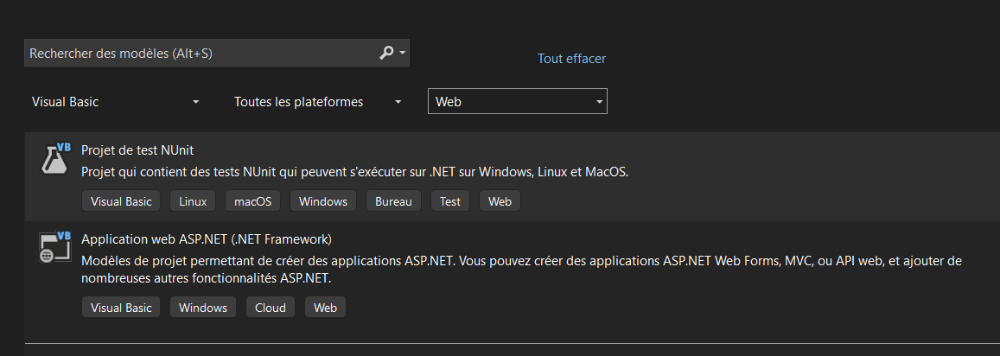 Rechercher des modèles (Alt+S)
Tout effacer
Visual Basic
Toutes les plateformes
Web
VB
Projet de test NUnit
Projet qui contient des tests NUnit qui peuvent s'exécuter sur .NET sur Windows, Linux et MacOS.
Visual Basic Linux macOS Windows Bureau Test Web
VB
Application web ASP.NET (.NET Framework)
Modèles de projet permettant de créer des applications ASP.NET. Vous pouvez créer des applications ASP.NET Web Forms, MVC, ou API web, et ajouter de
nombreuses autres fonctionnalités ASP.NET.
Visual Basic Windows Cloud Web